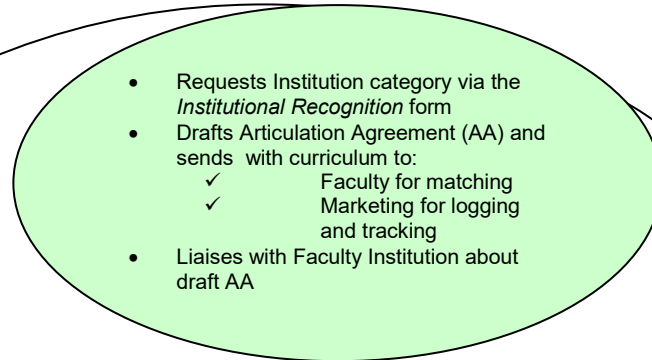 • Requests Institution category via the
Institutional Recognition form
• Drafts Articulation Agreement (AA) and
sends with curriculum to:
✓ Faculty for matching
✓ Marketing for logging
and tracking
• Liaises with Faculty Institution about
draft AA